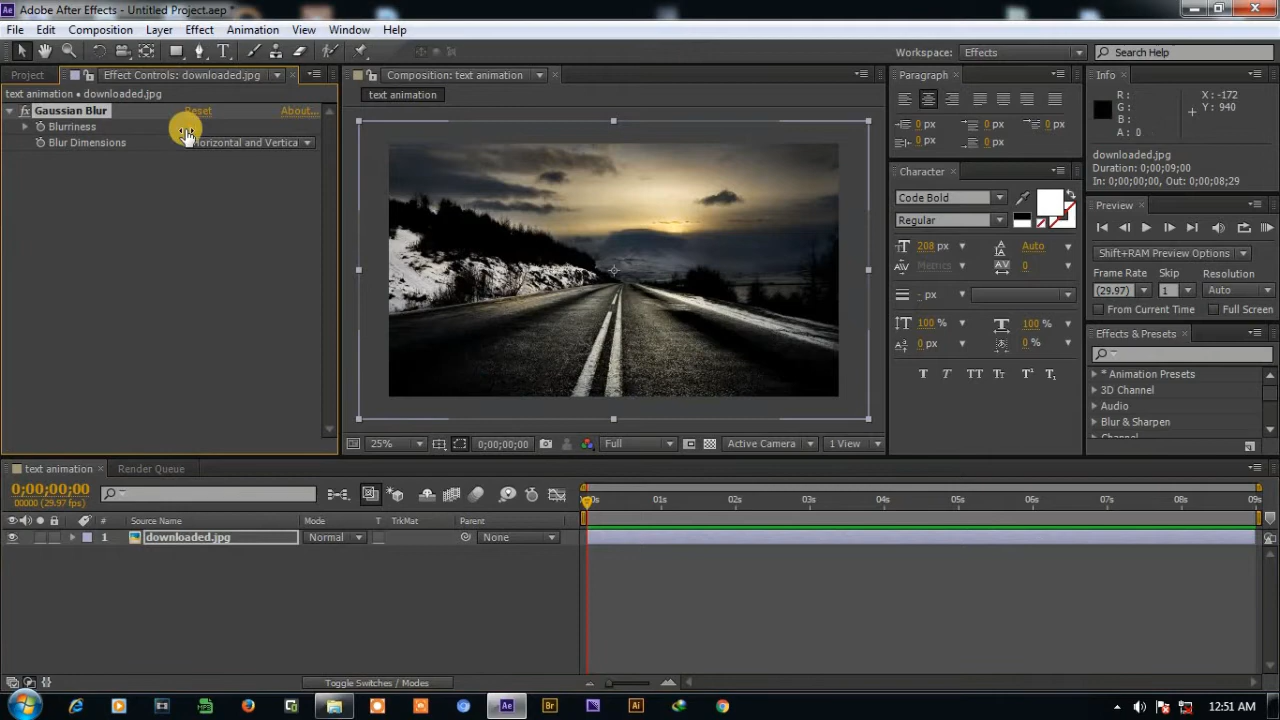 Adobe After Effects - Untitled Project.aep *
File Edit Composition Layer Effect Animation View Window Help
Workspace: Effects Search Help
Project Effect Controls: downloaded.jpg Composition: text animation Paragraph Info
text animation • downloaded.jpg
text animation
Gaussian Blur Reset About...
Blurriness
Blur Dimensions Horizontal and Vertica
0 px 0 px 0 px
0 px 0 px
R : G : B : A : 0
X : -172
Y : 940
downloaded.jpg
Duration: 0;00;09;00
In: 0;00;00;00, Out: 0;00;08;29
Character
Code Bold
Regular
208 px Auto
Metrics 0
- px
100 % 100 %
0 px 0 %
T T TT Tт T¹ T₁
Preview
Shift+RAM Preview Options
Frame Rate Skip Resolution
(29.97) 1 Auto
From Current Time Full Screen
Effects & Presets
* Animation Presets
3D Channel
Audio
Blur & Sharpen
Channel
25% 0;00;00;00 Full Active Camera 1 View
text animation Render Queue
0;00;00;00
00000 (29.97 fps)
# Source Name Mode T TrkMat Parent
1 downloaded.jpg Normal None
01s 02s 03s 04s 05s 06s 07s 08s 09s
Toggle Switches / Modes
Ae Br Ai 12:51 AM